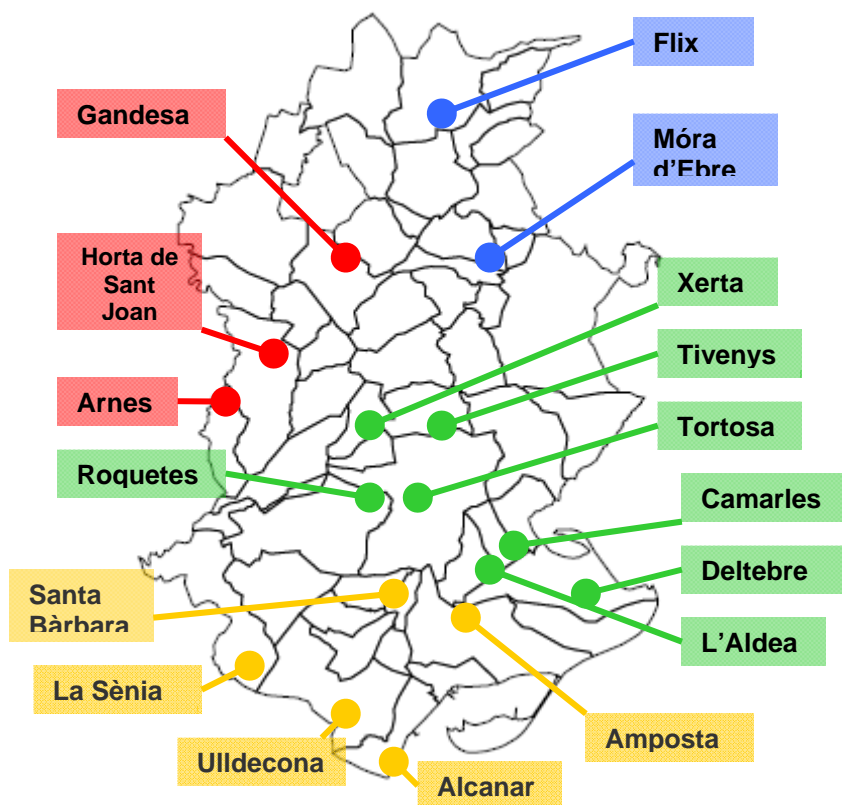 Flix
Gandesa
Móra
d'Ebre
Horta de
Sant
Joan
Xerta
Tivenys
Arnes
Tortosa
Roquetes
Camarles
Deltebre
Santa
Bàrbara
L'Aldea
La Sènia
Amposta
Ulldecona
Alcanar